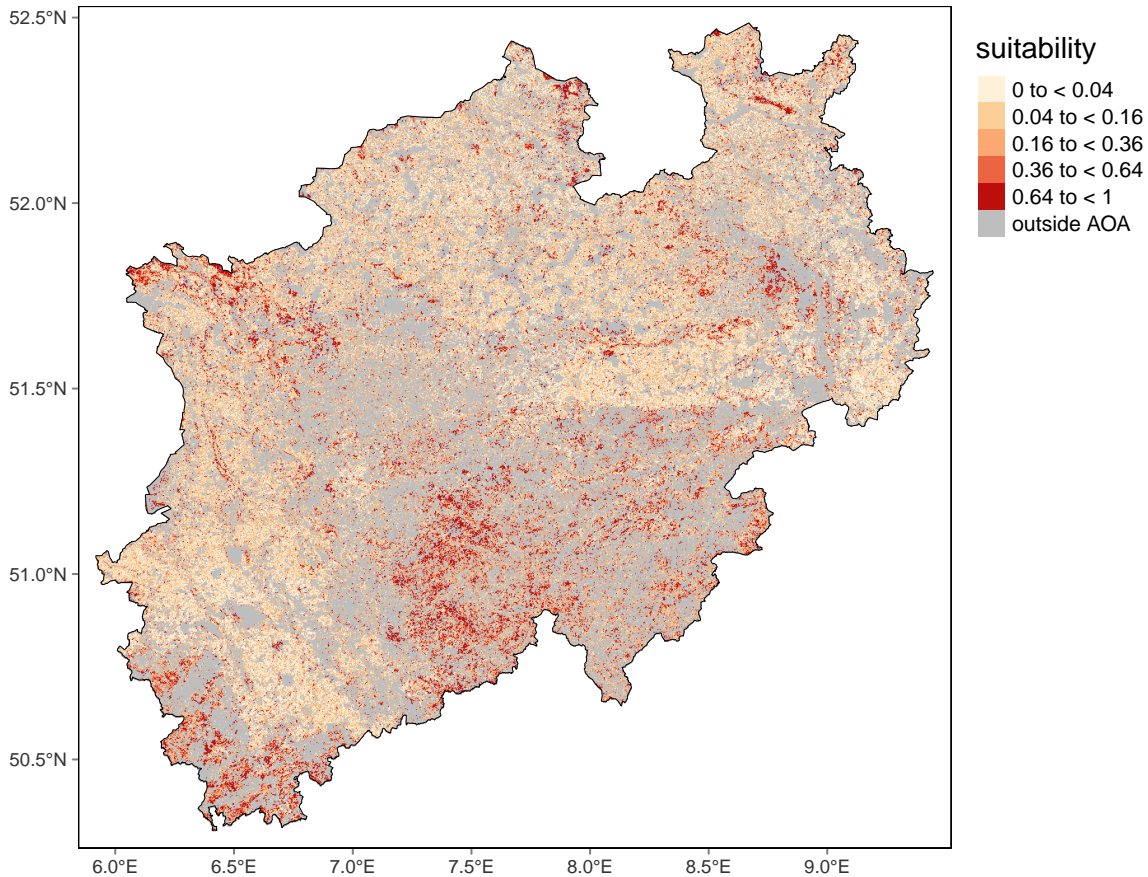 52.5°N
52.0°N
51.5°N
51.0°N
50.5°N
6.0°E 6.5°E 7.0°E 7.5°E 8.0°E 8.5°E 9.0°E
suitability
0 to < 0.04
0.04 to < 0.16
0.16 to < 0.36
0.36 to < 0.64
0.64 to < 1
outside AOA